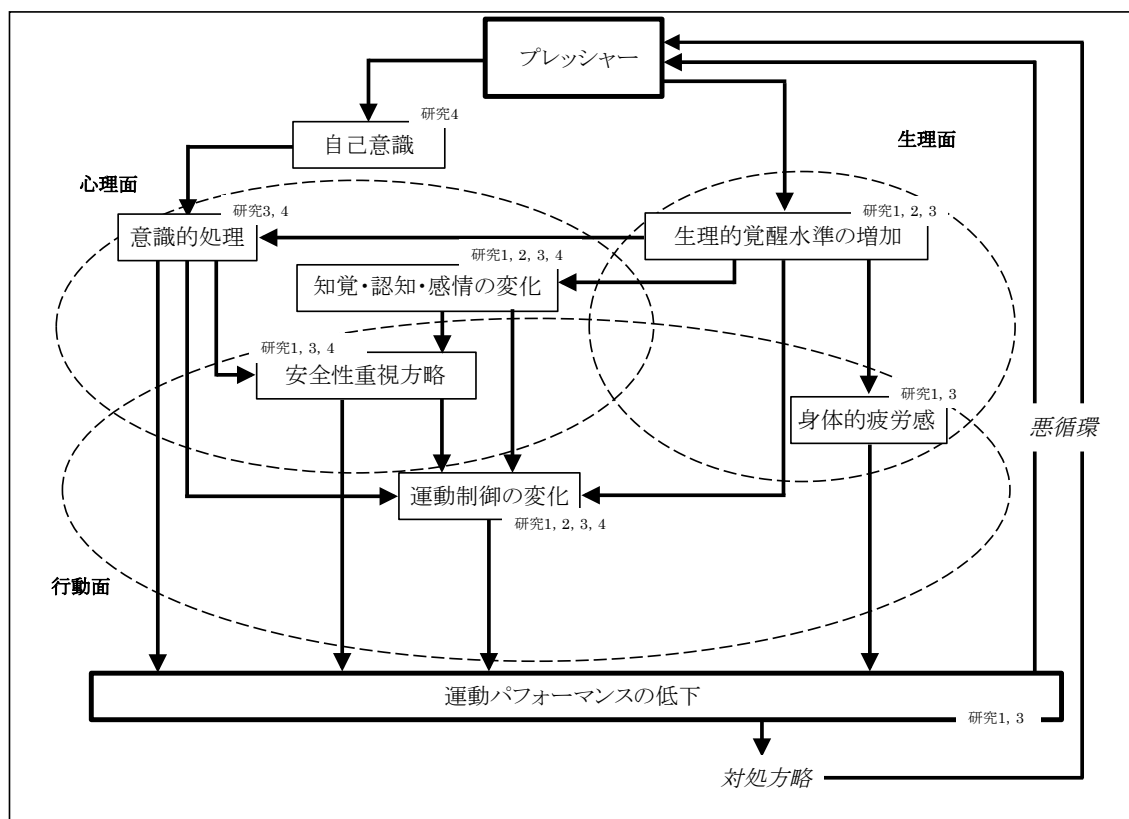 プレッシャー
研究4
自己意識
生理面
心理面
研究3, 4
意識的処理
研究1, 2, 3
生理的覚醒水準の増加
研究1, 2, 3, 4
知覚・認知・感情の変化
研究1, 3, 4
安全性重視方略
研究1, 3
身体的疲労感
悪循環
運動制御の変化
研究1, 2, 3, 4
行動面
運動パフォーマンスの低下
研究1, 3
対処方略